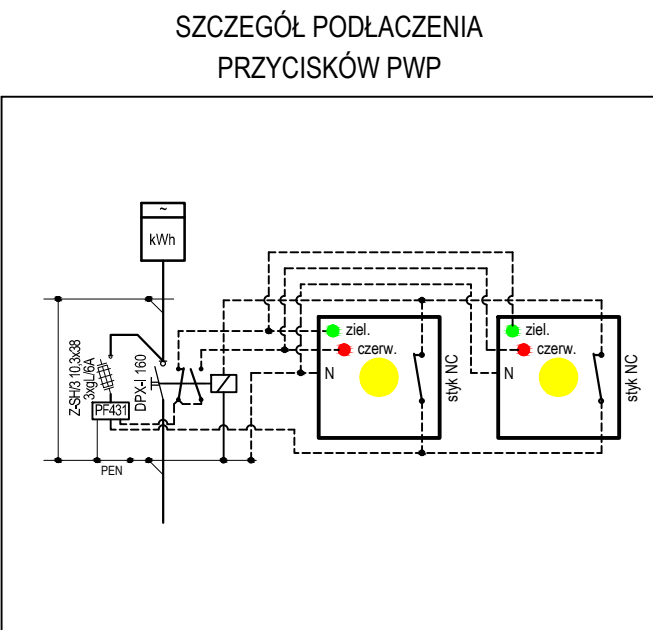 SZCZEGÓŁ PODŁACZENIA
PRZYCISKÓW PWP
~
kWh
Z-SH/3 10,3x38
3xgL/6A
DPX-I 160
PF431
PEN
ziel.
czerw.
N
styk NC
ziel.
czerw.
N
styk NC